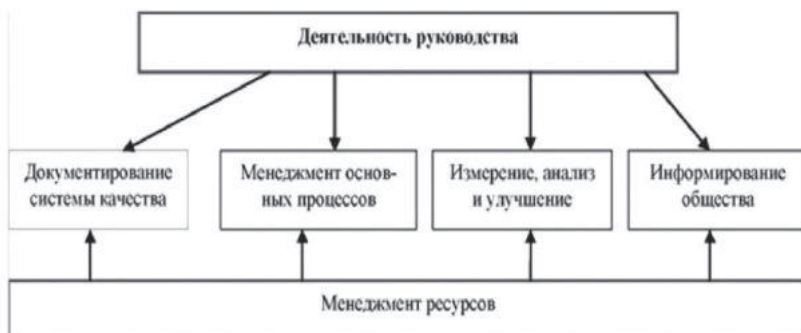 Деятельность руководства
Документирование
системы качества
Менеджмент основ-
ных процессов
Измерение, анализ
и улучшение
Информирование
общества
Менеджмент ресурсов